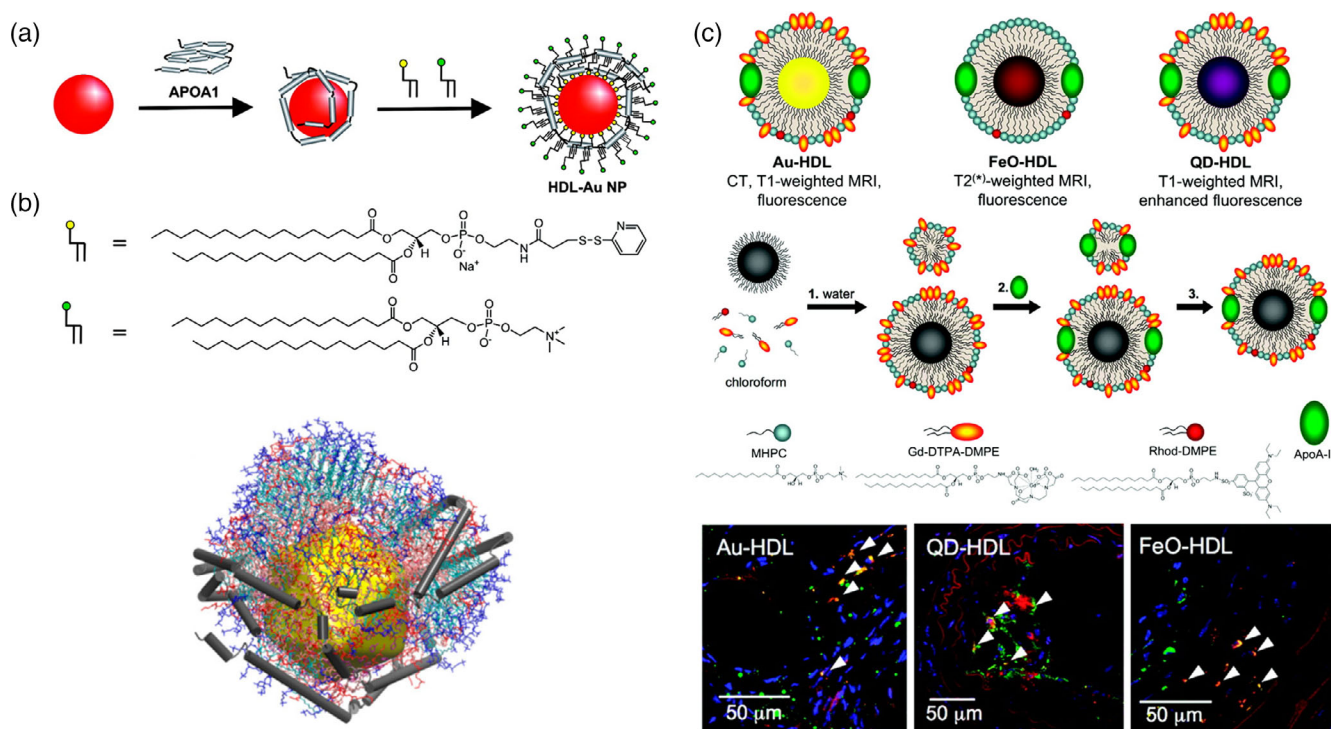 (a)
APOA1
HDL-Au NP
(b)
=
O
O
O
H
O
O
P
O
O-
Na+
N
H
O
S-S
N
=
O
O
O
H
O
O
P
O
O-
O
N+
(c)
Au-HDL
CT, T1-weighted MRI,
fluorescence
FeO-HDL
T2(*)-weighted MRI,
fluorescence
QD-HDL
T1-weighted MRI,
enhanced fluorescence
1. water
2.
3.
chloroform
MHPC
Gd-DTPA-DMPE
Rhod-DMPE
ApoA-I
Au-HDL
50 μm
QD-HDL
50 μm
FeO-HDL
50 μm